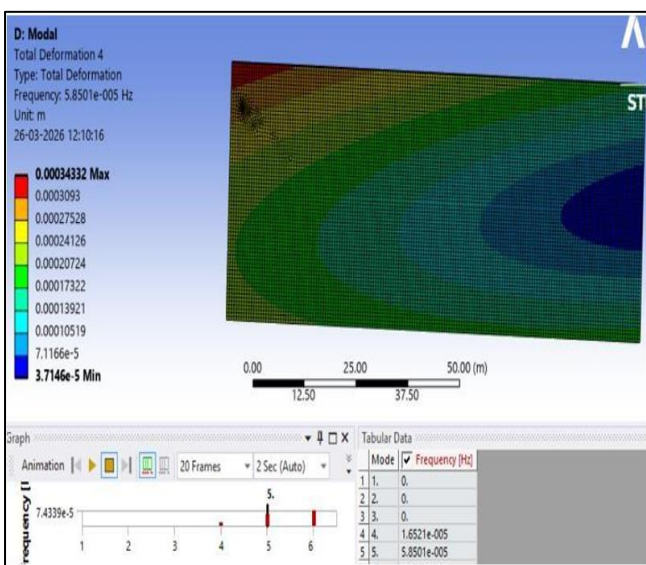 D: Modal
Total Deformation 4
Type: Total Deformation
Frequency: 5.8501e-005 Hz
Unit: m
26-03-2026 12:10:16
ST
0.00034332 Max
0.0003093
0.00027528
0.00024126
0.00020724
0.00017322
0.00013921
0.00010519
7.1166e-5
3.7146e-5 Min
0.00 25.00 50.00 (m)
12.50 37.50
Graph
Animation 20 Frames 2 Sec (Auto)
5.
7.4339e-5
1 2 3 4 5 6
Tabular Data
Mode Frequency [Hz]
1 1. 0.
2 2. 0.
3 3. 0.
4 4. 1.6521e-005
5 5. 5.8501e-005